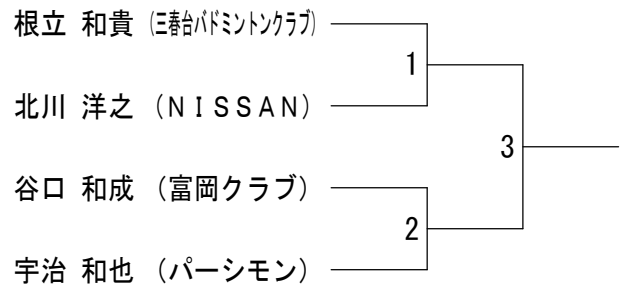 根立 和貴 (三春台バドミントンクラブ)
1
北川 洋之 （ＮＩＳＳＡＮ）
3
谷口 和成 （富岡クラブ）
2
宇治 和也 （パーシモン）